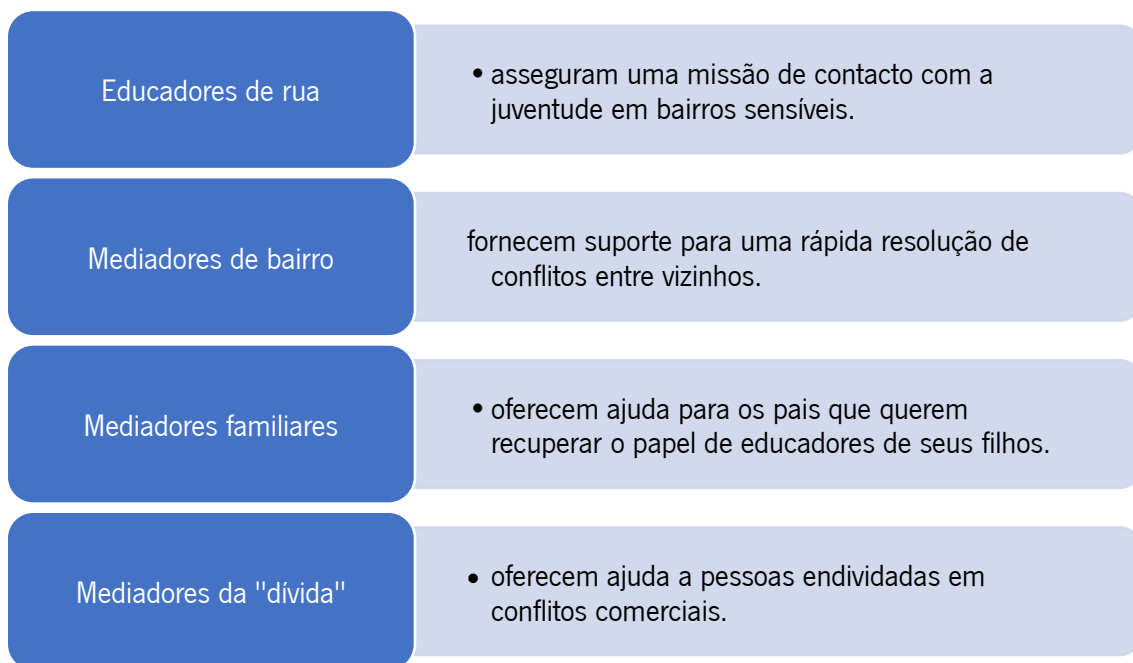 Educadores de rua
• asseguram uma missão de contacto com a
juventude em bairros sensíveis.
Mediadores de bairro
fornecem suporte para uma rápida resolução de
conflitos entre vizinhos.
Mediadores familiares
• oferecem ajuda para os pais que querem
recuperar o papel de educadores de seus filhos.
Mediadores da "dívida"
• oferecem ajuda a pessoas endividadas em
conflitos comerciais.